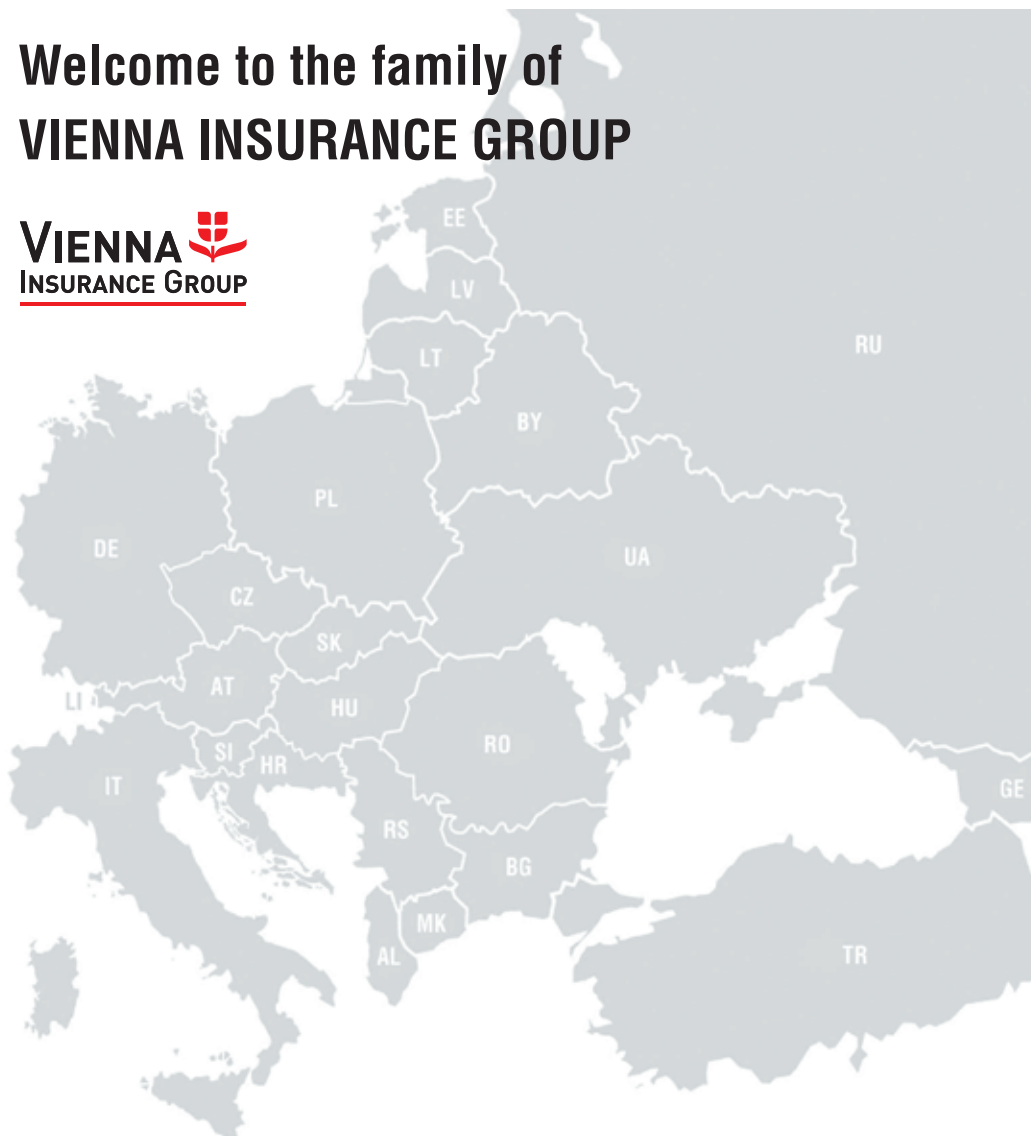 Welcome to the family of
VIENNA INSURANCE GROUP
VIENNA
INSURANCE GROUP
EE
LV
LT
RU
BY
PL
DE
UA
CZ
SK
AT
LI
HU
RO
SI
HR
IT
GE
RS
BG
MK
AL
TR